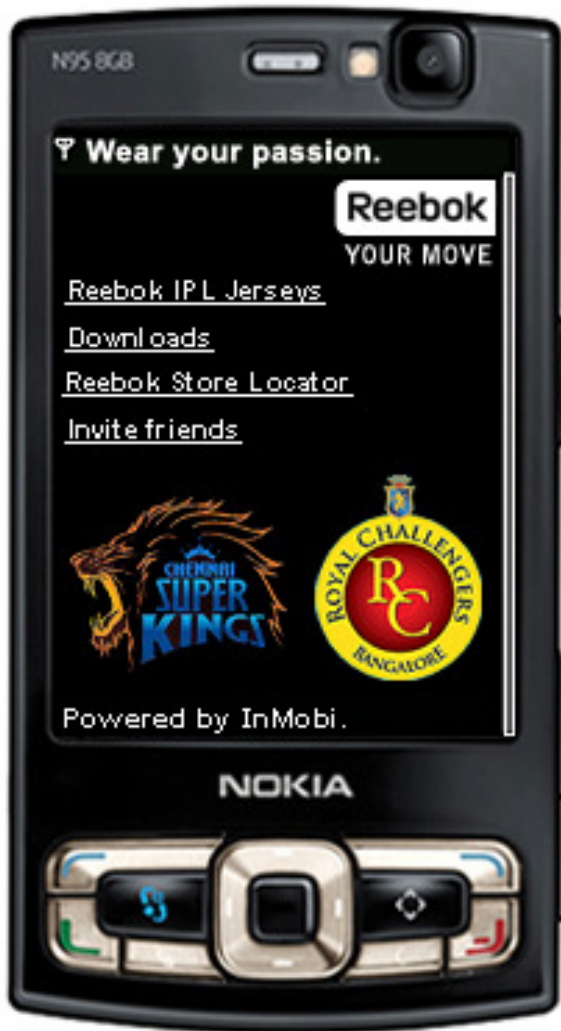 N95 8GB
Wear your passion.
Reebok
YOUR MOVE
Reebok IPL Jerseys
Downloads
Reebok Store Locator
Invite friends
CHENNAI
SUPER
KINGS
ROYAL CHALLENGERS
RC
BANGALORE
Powered by InMobi.
NOKIA